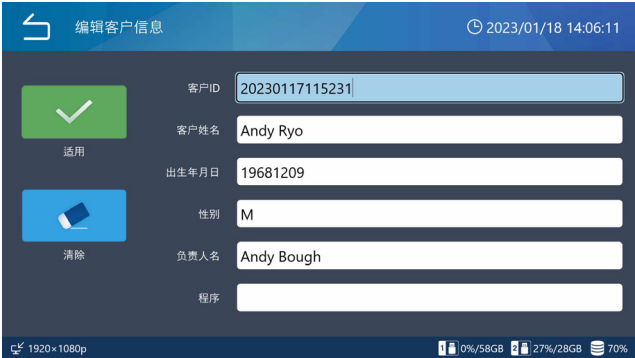 编辑客户信息 2023/01/18 14:06:11
客户ID 20230117115231
适用
客户姓名 Andy Ryo
出生年月日 19681209
性别 M
清除
负责人名 Andy Bough
程序
1920×1080p 1 0%/58GB 2 27%/28GB 70%